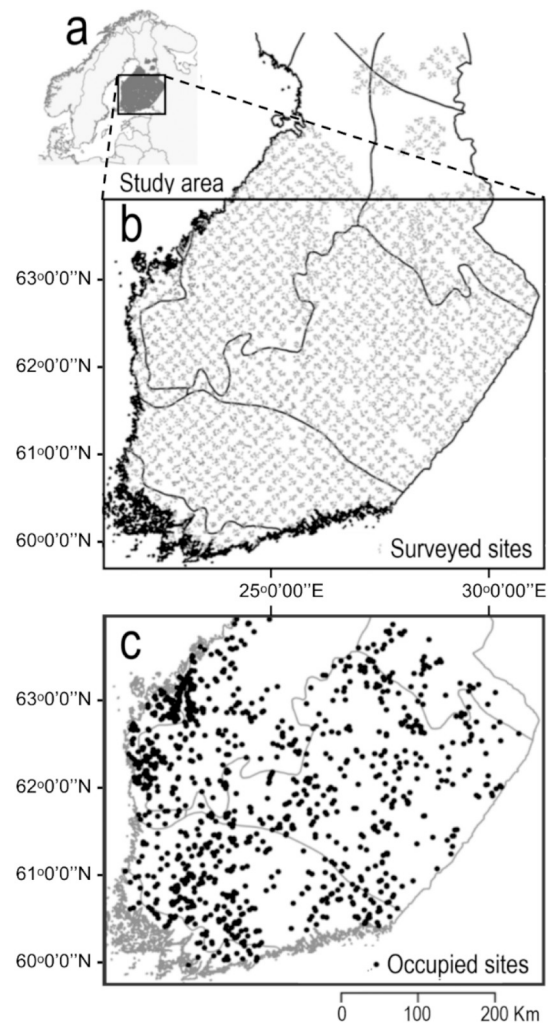 a
Study area
b
63º0'0’’N
62º0'0’’N
61º0'0’’N
60º0'0’’N
Surveyed sites
25º0'00’’E 30º0'00’’E
c
63º0'0’’N
62º0'0’’N
61º0'0’’N
60º0'0’’N
Occupied sites
0 100 200 Km